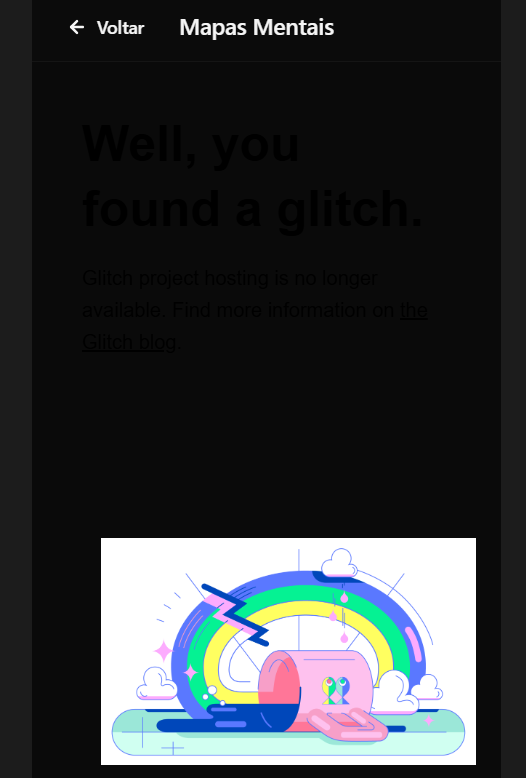 Voltar Mapas Mentais
Well, you
found a glitch.
Glitch project hosting is no longer
available. Find more information on the
Glitch blog.